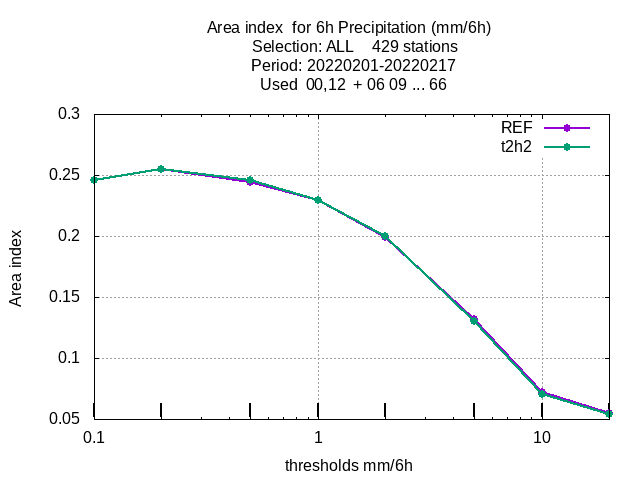 Area index  for 6h Precipitation (mm/6h)
Selection: ALL    429 stations
Period: 20220201-20220217
Used  00,12  + 06 09 ... 66
0.3
REF
t2h2
0.25
0.2
0.15
0.1
0.05
Area index
0.1
1
10
thresholds mm/6h